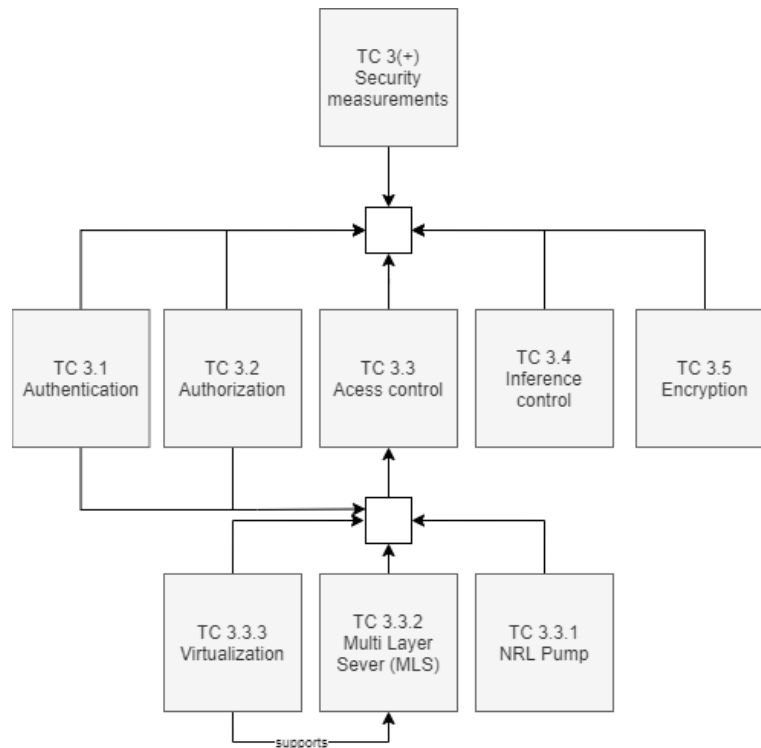 TC 3(+)
Security
measurements
TC 3.1
Authentication
TC 3.2
Authorization
TC 3.3
Acess control
TC 3.4
Inference
control
TC 3.5
Encryption
TC 3.3.3
Virtualization
TC 3.3.2
Multi Layer
Sever (MLS)
TC 3.3.1
NRL Pump
supports